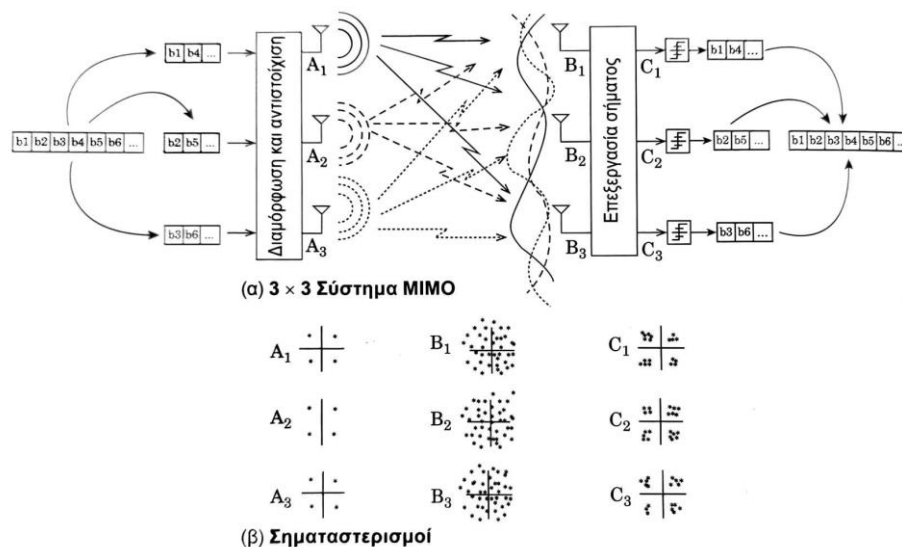 b1 b4 ...
b1 b2 b3 b4 b5 b6 ...
b2 b5 ...
b3 b6 ...
Διαμόρφωση και αντιστοίχιση
A1
A2
A3
B1
B2
B3
Επεξεργασία σήματος
C1
C2
C3
b1 b4 ...
b2 b5 ...
b3 b6 ...
b1 b2 b3 b4 b5 b6 ...
(α) 3 × 3 Σύστημα MIMO
A1 B1 C1
A2 B2 C2
A3 B3 C3
(β) Σηματαστερισμοί